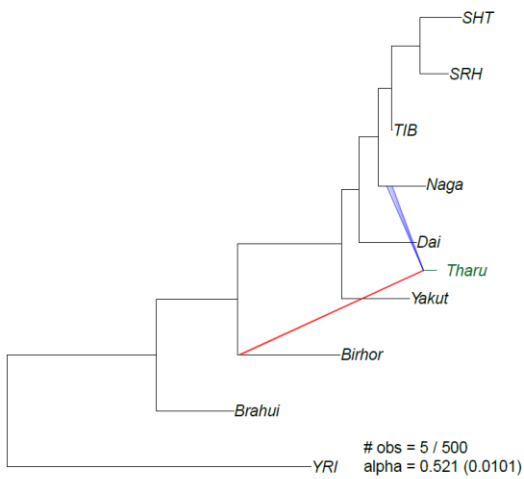 SHT
SRH
TIB
Naga
Dai
Tharu
Yakut
Birhor
Brahui
# obs = 5 / 500
YRI
alpha = 0.521 (0.0101)